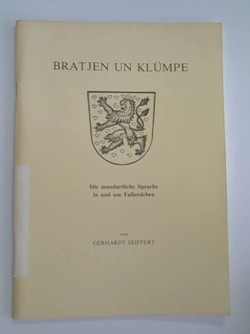 BRATJEN UN KLÜMPE
Die mundartliche Sprache
in und um Fallersleben
von
GERHARDT SEIFFERT